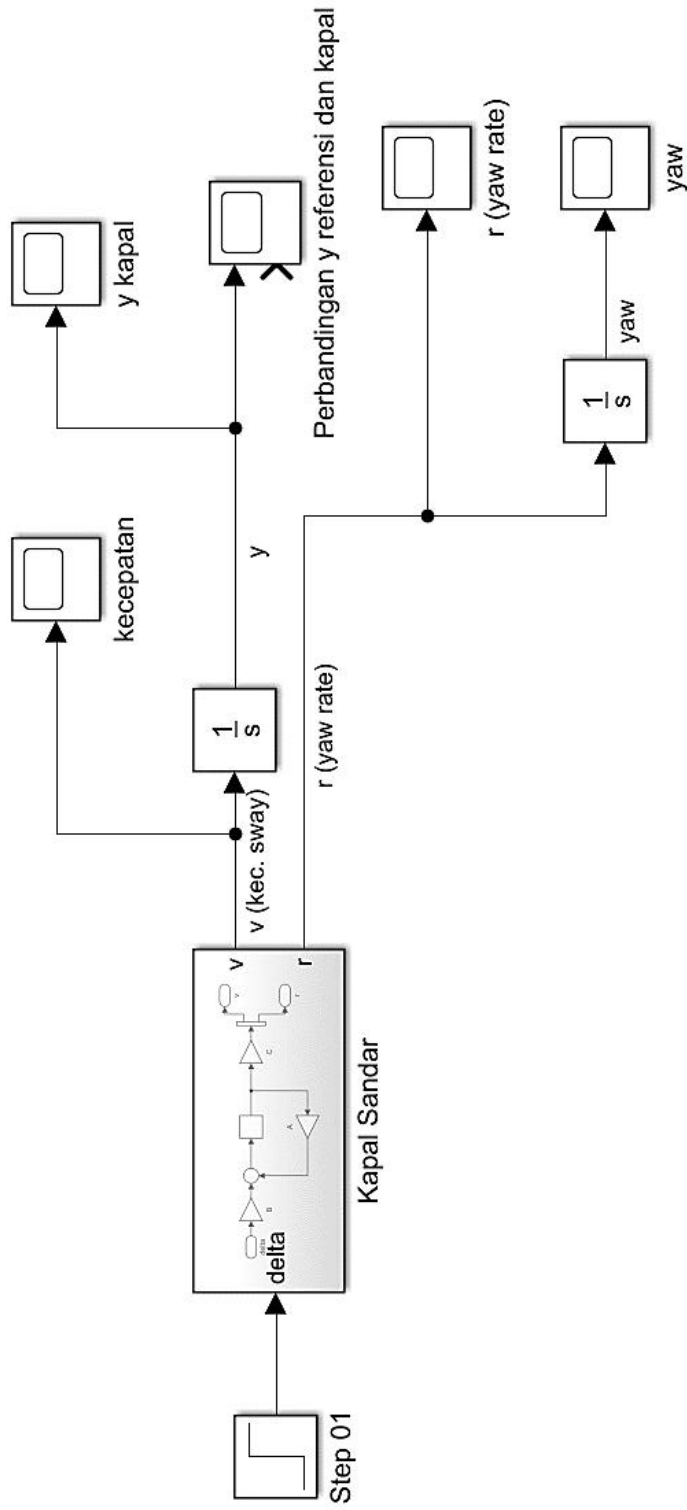 Step 01
delta
delta
B
A
C
v
r
v
r
Kapal Sandar
v (kec. sway)
r (yaw rate)
kecepatan
1
s
y
y kapal
Perbandingan y referensi dan kapal
r (yaw rate)
1
s
yaw
yaw